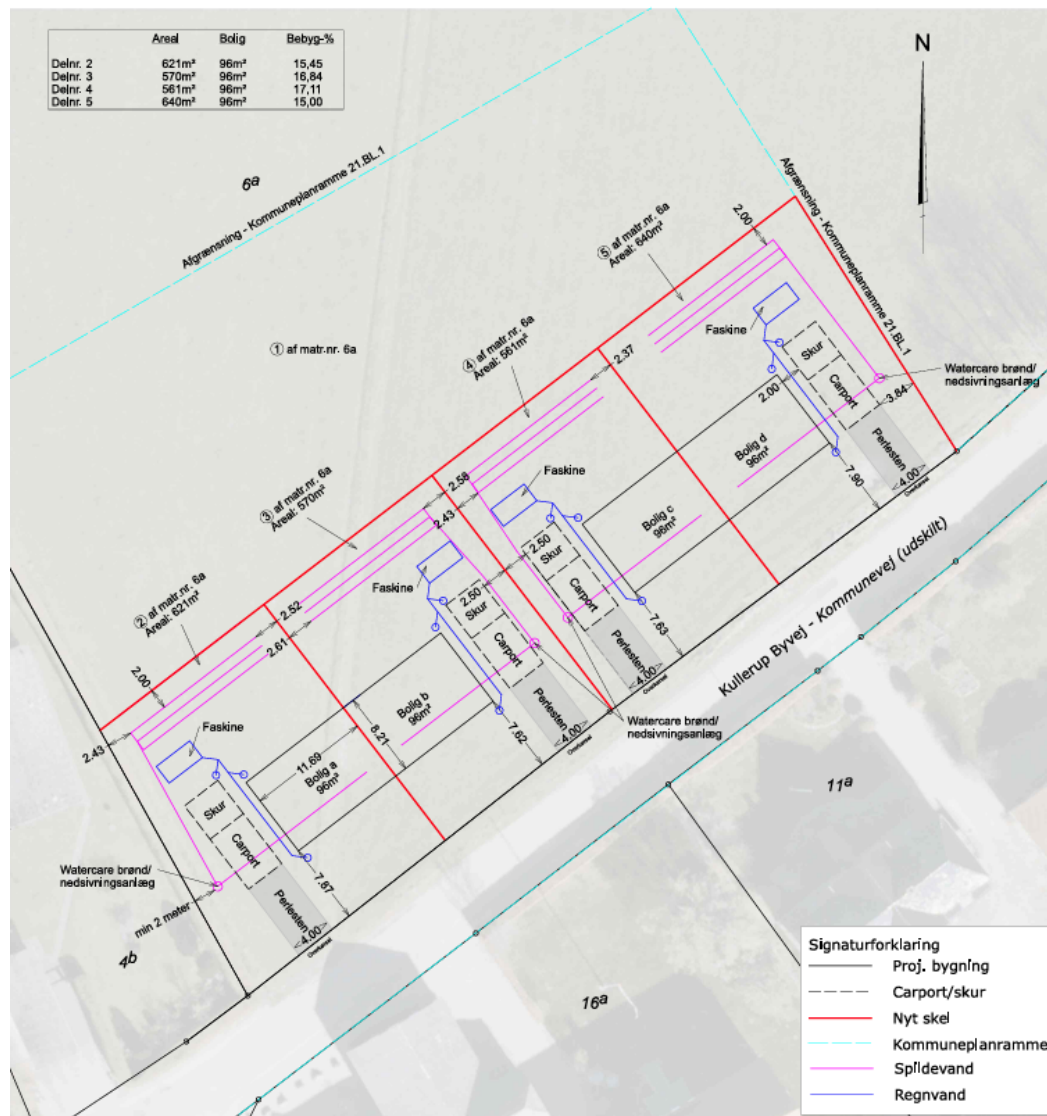 Areal Bolig Bebyg-%
Delnr. 2 621m² 96m² 15,45
Delnr. 3 570m² 96m² 16,84
Delnr. 4 561m² 96m² 17,11
Delnr. 5 640m² 96m² 15,00
N
6a
Afgrænsning - Kommuneplanramme 21.BL.1
Afgrænsning - Kommuneplanramme 21.BL.1
① af matr.nr. 6a
⑤ af matr.nr. 6a
Areal: 640m²
2.00
④ af matr.nr. 6a
Areal: 561m²
2.37
③ af matr.nr. 6a
Areal: 570m²
2.58
2.43
② af matr.nr. 6a
Areal: 621m²
2.52
2.61
2.00
2.43
Faskine
Skur
Carport
Perlesten
<4.00>
Overkørsel
2.00
3.84
Bolig d
96m²
7.90
Watercare brønd/
nedsivningsanlæg
Faskine
2.50
Skur
Carport
Perlesten
<4.00>
Overkørsel
Bolig c
96m²
7.63
Faskine
2.50
Skur
Carport
Perlesten
<4.00>
Overkørsel
Bolig b
96m²
8.21
7.62
Watercare brønd/
nedsivningsanlæg
Faskine
Skur
Carport
Perlesten
<4.00>
Overkørsel
11.69
Bolig a
96m²
7.87
Watercare brønd/
nedsivningsanlæg
min 2 meter
4b
Kullerup Byvej - Kommunevej (udskilt)
11a
16a
Signaturforklaring
Proj. bygning
Carport/skur
Nyt skel
Kommuneplanramme
Spildevand
Regnvand